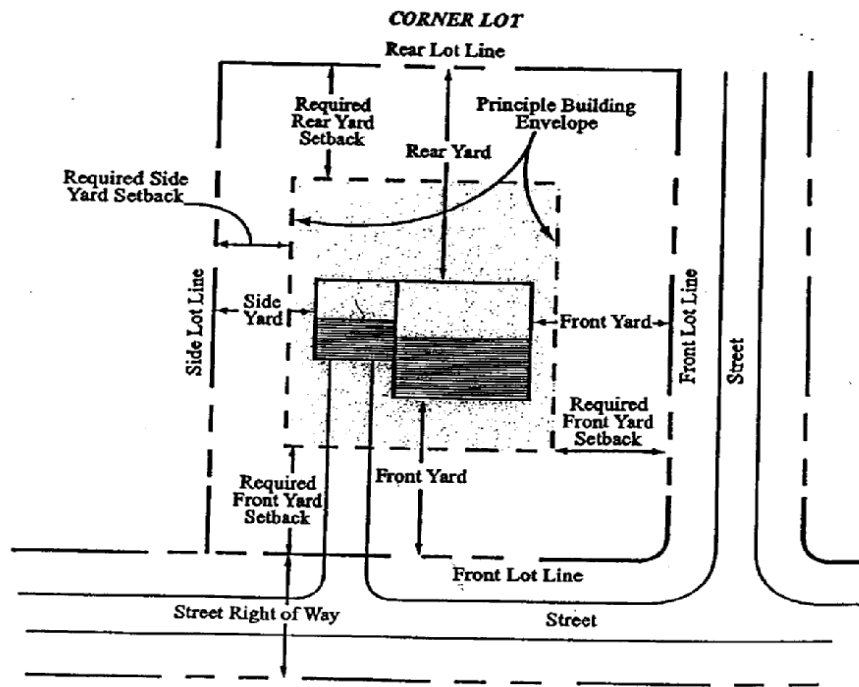 CORNER LOT
Rear Lot Line
Required
Rear Yard
Setback
Principle Building
Envelope
Rear Yard
Required Side
Yard Setback
Side Lot Line
Side
Yard
Front Yard
Front Lot Line
Street
Required
Front Yard
Setback
Required
Front Yard
Setback
Front Yard
Front Lot Line
Street Right of Way
Street